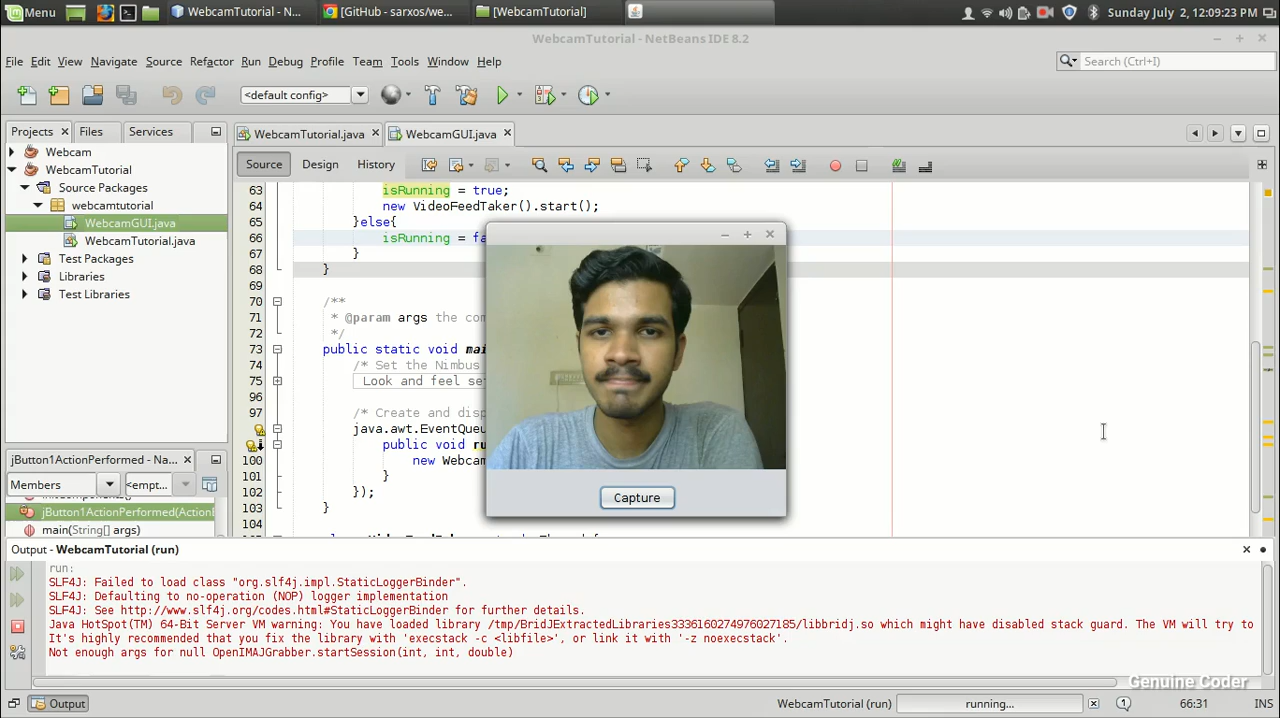 Menu
WebcamTutorial - N...
[GitHub - sarxos/we...
[WebcamTutorial]
Sunday July 2, 12:09:23 PM
WebcamTutorial - NetBeans IDE 8.2
File Edit View Navigate Source Refactor Run Debug Profile Team Tools Window Help
Search (Ctrl+I)
<default config>
Projects Files Services
WebcamTutorial.java WebcamGUI.java
Source Design History
Webcam
WebcamTutorial
Source Packages
webcamtutorial
WebcamGUI.java
WebcamTutorial.java
Test Packages
Libraries
Test Libraries
63 isRunning = true;
64 new VideoFeedTaker().start();
65 }else{
66 isRunning = fa
67 }
68 }
69
70 /**
71 * @param args the com
72 */
73 public static void mai
74 /* Set the Nimbus
75 Look and feel se
96
97 /* Create and disp
java.awt.EventQueu
public void ru
100 new Webcam
101 }
102 });
103 }
104
Capture
jButton1ActionPerformed - Na...
Members <empt...
jButton1ActionPerformed(ActionE
main(String[] args)
Output - WebcamTutorial (run)
run:
SLF4J: Failed to load class "org.slf4j.impl.StaticLoggerBinder".
SLF4J: Defaulting to no-operation (NOP) logger implementation
SLF4J: See http://www.slf4j.org/codes.html#StaticLoggerBinder for further details.
Java HotSpot(TM) 64-Bit Server VM warning: You have loaded library /tmp/BridJExtractedLibraries3336160274976027185/libbridj.so which might have disabled stack guard. The VM will try to
It's highly recommended that you fix the library with 'execstack -c <libfile>', or link it with '-z noexecstack'.
Not enough args for null OpenIMAJGrabber.startSession(int, int, double)
Genuine Coder
Output
WebcamTutorial (run) running... 1 66:31 INS